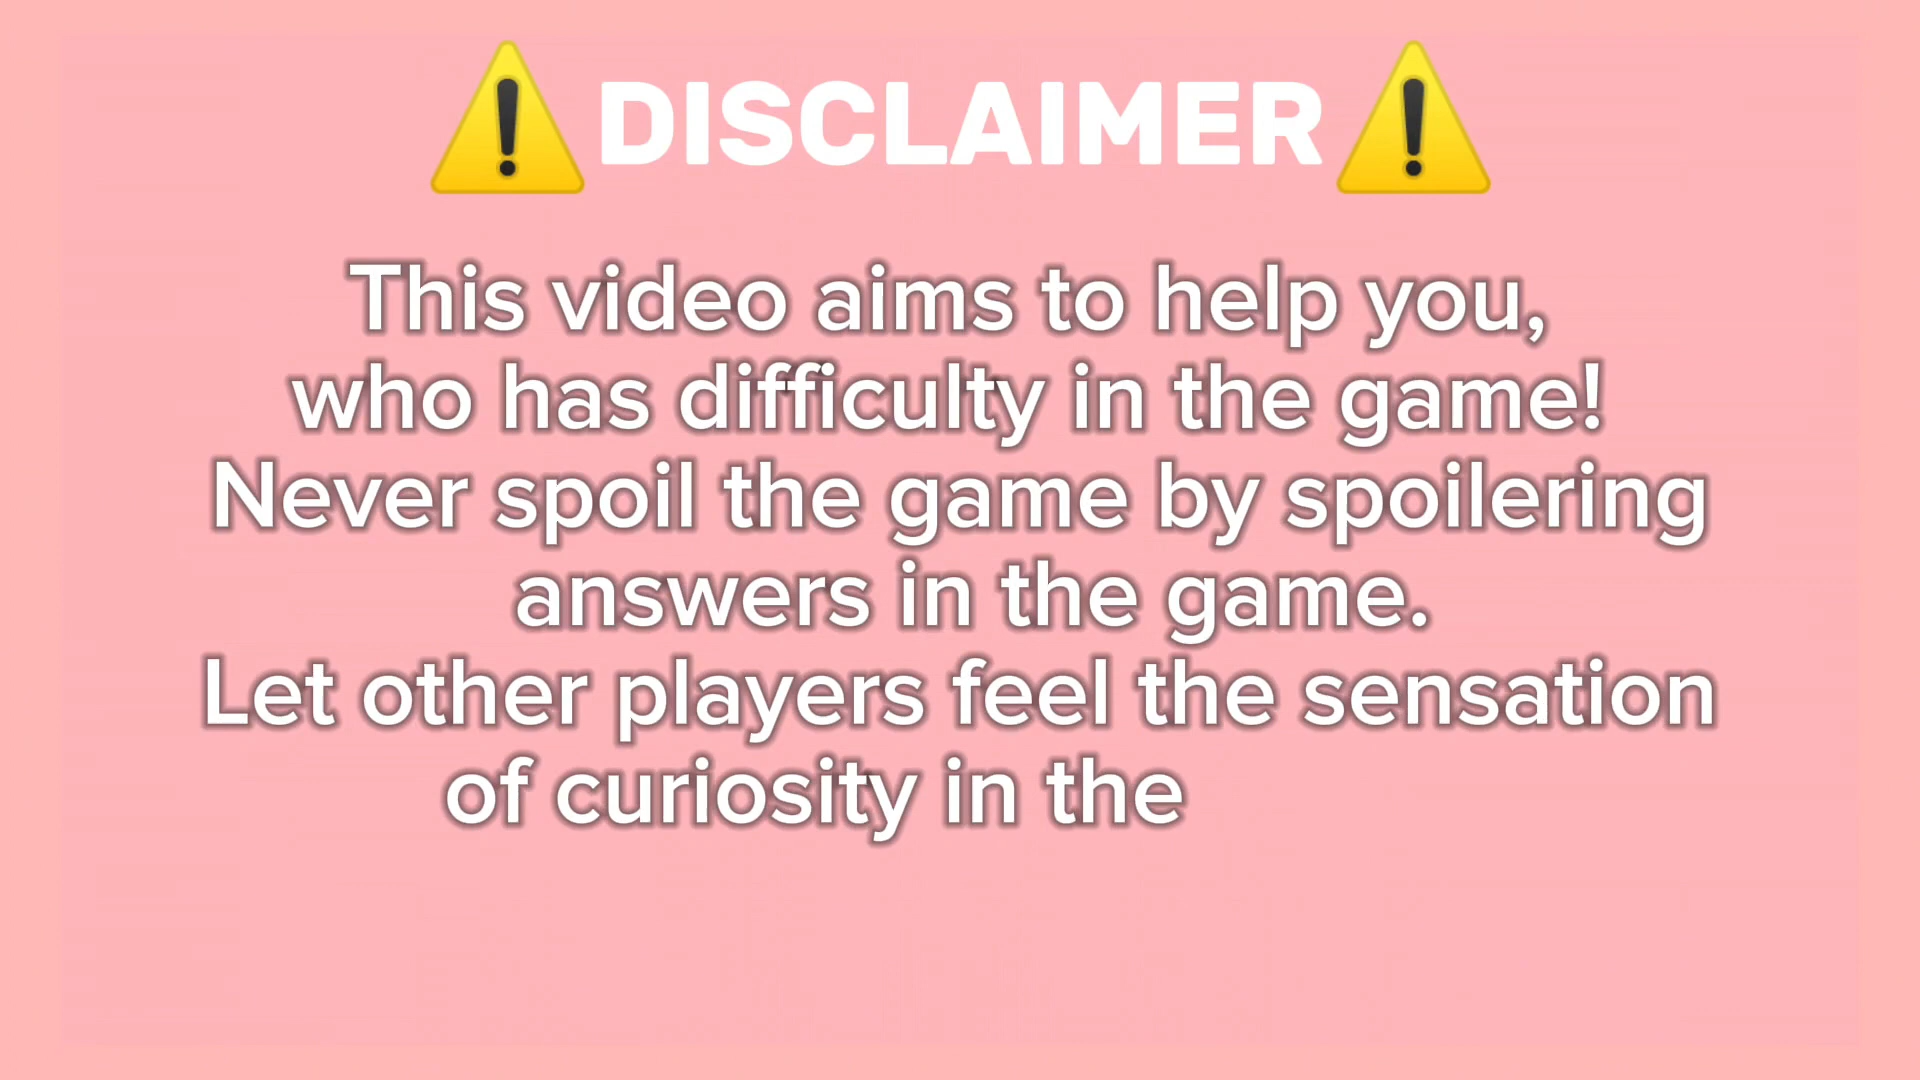 ⚠️DISCLAIMER⚠️
This video aims to help you,
who has difficulty in the game!
Never spoil the game by spoilering
answers in the game.
Let other players feel the sensation
of curiosity in the